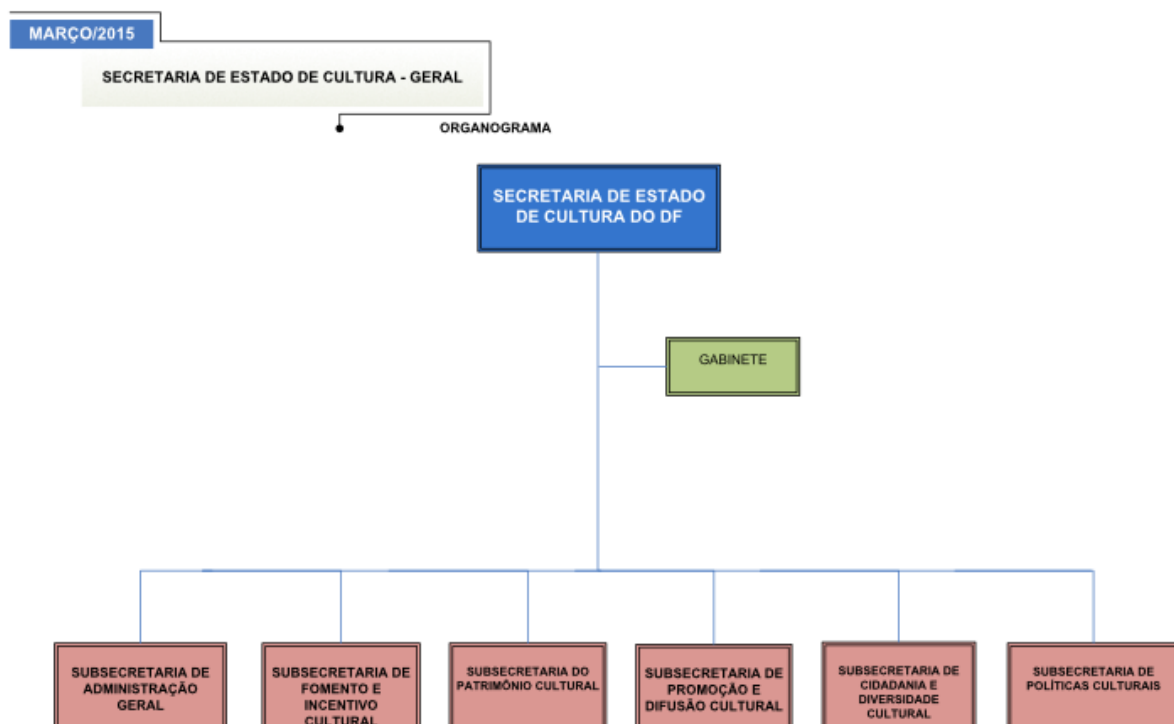 MARÇO/2015
SECRETARIA DE ESTADO DE CULTURA - GERAL
ORGANOGRAMA
SECRETARIA DE ESTADO
DE CULTURA DO DF
GABINETE
SUBSECRETARIA DE
ADMINISTRAÇÃO
GERAL
SUBSECRETARIA DE
FOMENTO E
INCENTIVO
CULTURAL
SUBSECRETARIA DO
PATRIMÔNIO CULTURAL
SUBSECRETARIA DE
PROMOÇÃO E
DIFUSÃO CULTURAL
SUBSECRETARIA DE
CIDADANIA E
DIVERSIDADE
CULTURAL
SUBSECRETARIA DE
POLÍTICAS CULTURAIS